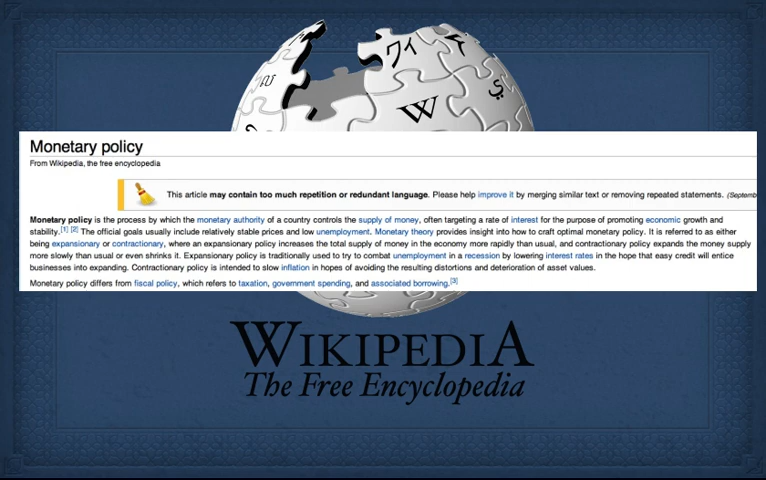 Monetary policy
From Wikipedia, the free encyclopedia
This article may contain too much repetition or redundant language. Please help improve it by merging similar text or removing repeated statements. (Septemb
Monetary policy is the process by which the monetary authority of a country controls the supply of money, often targeting a rate of interest for the purpose of promoting economic growth and
stability.[1] [2] The official goals usually include relatively stable prices and low unemployment. Monetary theory provides insight into how to craft optimal monetary policy. It is referred to as either
being expansionary or contractionary, where an expansionary policy increases the total supply of money in the economy more rapidly than usual, and contractionary policy expands the money supply
more slowly than usual or even shrinks it. Expansionary policy is traditionally used to try to combat unemployment in a recession by lowering interest rates in the hope that easy credit will entice
businesses into expanding. Contractionary policy is intended to slow inflation in hopes of avoiding the resulting distortions and deterioration of asset values.
Monetary policy differs from fiscal policy, which refers to taxation, government spending, and associated borrowing.[3]
WIKIPEDIA
The Free Encyclopedia